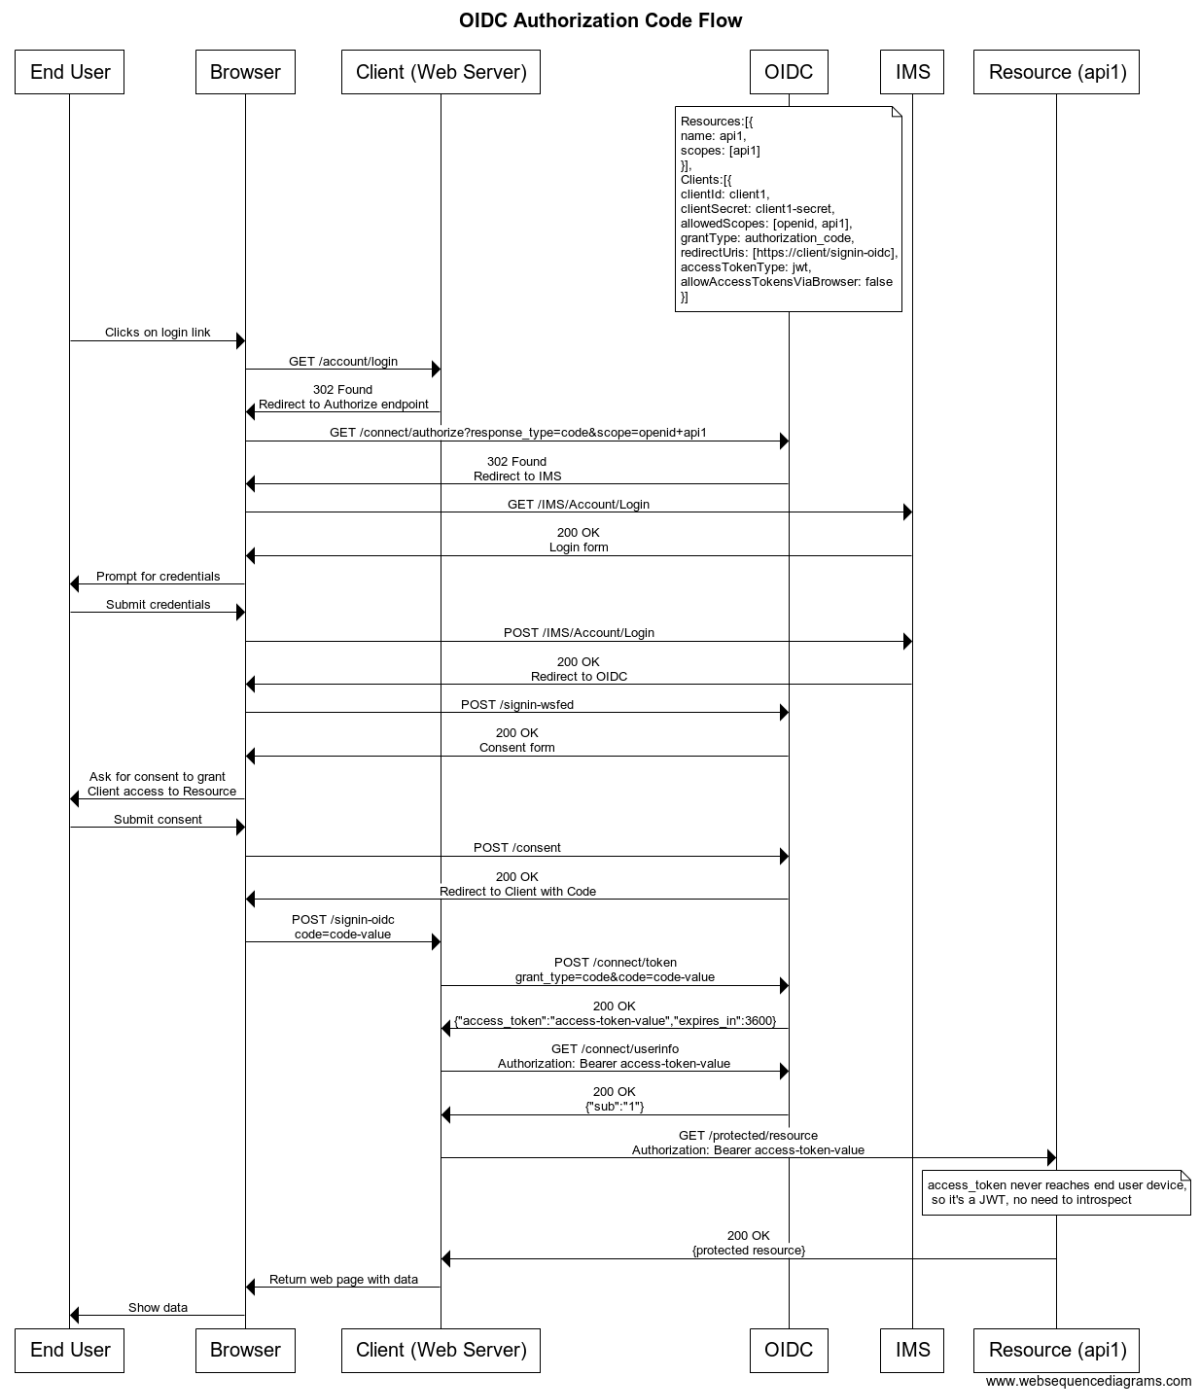 OIDC Authorization Code Flow
End User
Browser
Client (Web Server)
OIDC
IMS
Resource (api1)
Resources:[{
name: api1,
scopes: [api1]
}],
Clients:[{
clientId: client1,
clientSecret: client1-secret,
allowedScopes: [openid, api1],
grantType: authorization_code,
redirectUris: [https://client/signin-oidc],
accessTokenType: jwt,
allowAccessTokensViaBrowser: false
}]
Clicks on login link
GET /account/login
302 Found
Redirect to Authorize endpoint
GET /connect/authorize?response_type=code&scope=openid+api1
302 Found
Redirect to IMS
GET /IMS/Account/Login
200 OK
Login form
Prompt for credentials
Submit credentials
POST /IMS/Account/Login
200 OK
Redirect to OIDC
POST /signin-wsfed
200 OK
Consent form
Ask for consent to grant
Client access to Resource
Submit consent
POST /consent
200 OK
Redirect to Client with Code
POST /signin-oidc
code=code-value
POST /connect/token
grant_type=code&code=code-value
200 OK
{"access_token":"access-token-value","expires_in":3600}
GET /connect/userinfo
Authorization: Bearer access-token-value
200 OK
{"sub":"1"}
GET /protected/resource
Authorization: Bearer access-token-value
access_token never reaches end user device,
so it's a JWT, no need to introspect
200 OK
{protected resource}
Return web page with data
Show data
End User
Browser
Client (Web Server)
OIDC
IMS
Resource (api1)
www.websequencediagrams.com